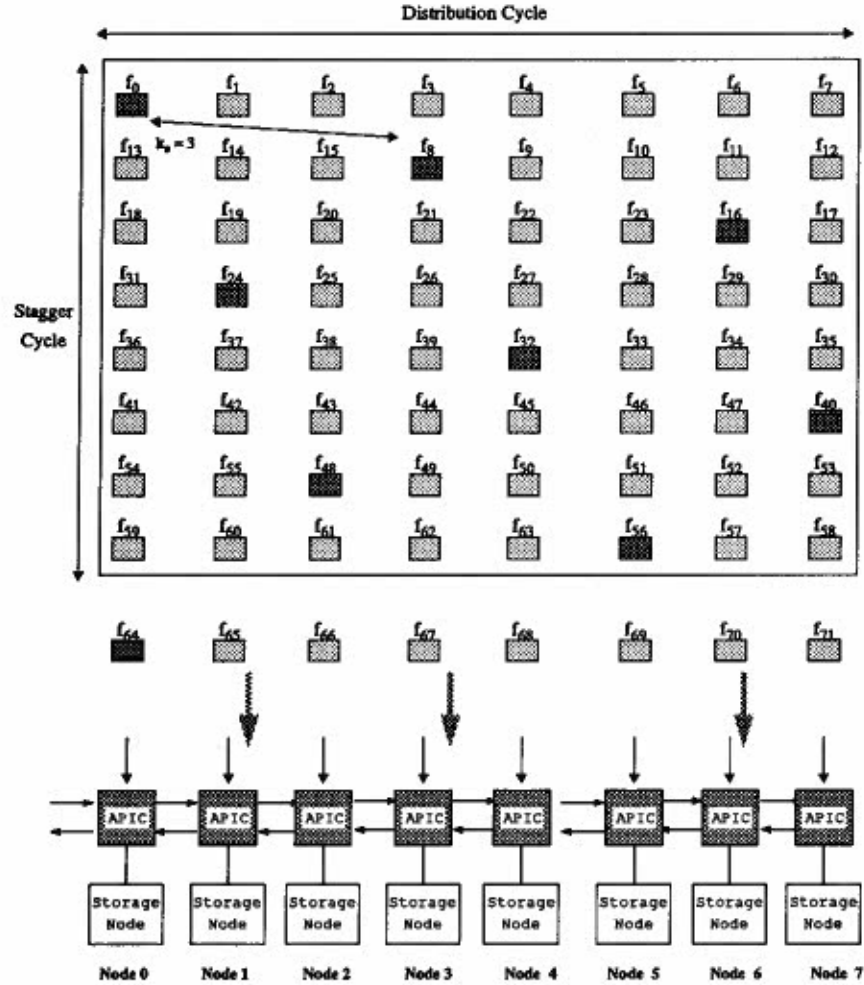 Distribution Cycle
f0 f1 f2 f3 f4 f5 f6 f7
k_s = 3
f13 f14 f15 f8 f9 f10 f11 f12
f18 f19 f20 f21 f22 f23 f16 f17
f31 f24 f25 f26 f27 f28 f29 f30
Stagger
Cycle
f36 f37 f38 f39 f32 f33 f34 f35
f41 f42 f43 f44 f45 f46 f47 f40
f54 f55 f48 f49 f50 f51 f52 f53
f59 f60 f61 f62 f63 f56 f57 f58
f64 f65 f66 f67 f68 f69 f70 f71
APIC APIC APIC APIC APIC APIC APIC APIC
Storage Storage Storage Storage Storage Storage Storage Storage
Node Node Node Node Node Node Node Node
Node 0 Node 1 Node 2 Node 3 Node 4 Node 5 Node 6 Node 7